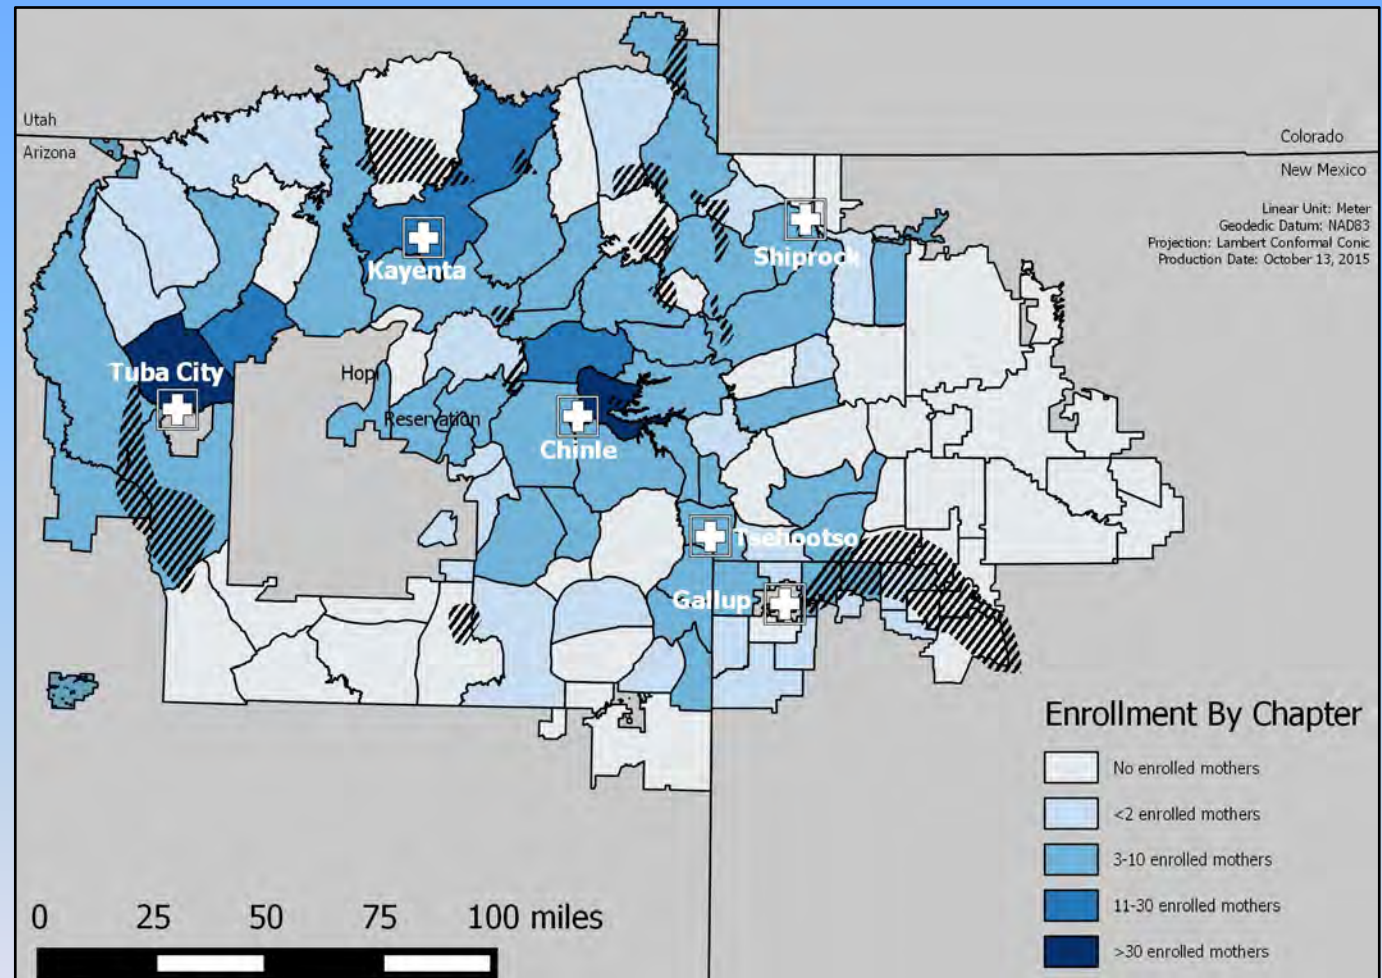 Utah
Arizona
Colorado
New Mexico
Linear Unit: Meter
Geodedic Datum: NAD83
Projection: Lambert Conformal Conic
Production Date: October 13, 2015
Kayenta
Shiprock
Tuba City
Hopi
Reservation
Chinle
Tsehootso
Gallup
Enrollment By Chapter
No enrolled mothers
<2 enrolled mothers
3-10 enrolled mothers
11-30 enrolled mothers
>30 enrolled mothers
0 25 50 75 100 miles